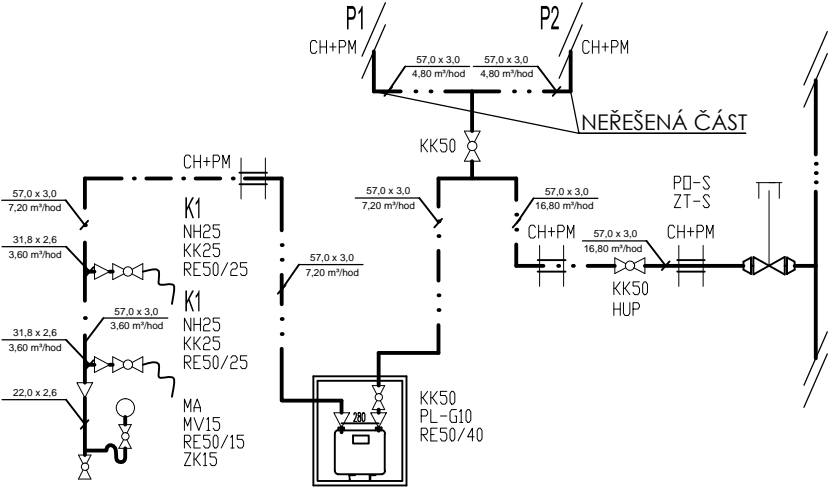 P1
P2
CH+PM
CH+PM
57,0 x 3,0
4,80 m³/hod
57,0 x 3,0
4,80 m³/hod
NEŘEŠENÁ ČÁST
KK50
CH+PM
57,0 x 3,0
7,20 m³/hod
K1
NH25
KK25
RE50/25
57,0 x 3,0
7,20 m³/hod
57,0 x 3,0
16,80 m³/hod
PO-S
ZT-S
CH+PM
57,0 x 3,0
16,80 m³/hod
CH+PM
31,8 x 2,6
3,60 m³/hod
57,0 x 3,0
7,20 m³/hod
KK50
HUP
K1
NH25
KK25
RE50/25
57,0 x 3,0
3,60 m³/hod
31,8 x 2,6
3,60 m³/hod
22,0 x 2,6
MA
MV15
RE50/15
ZK15
280
KK50
PL-G10
RE50/40